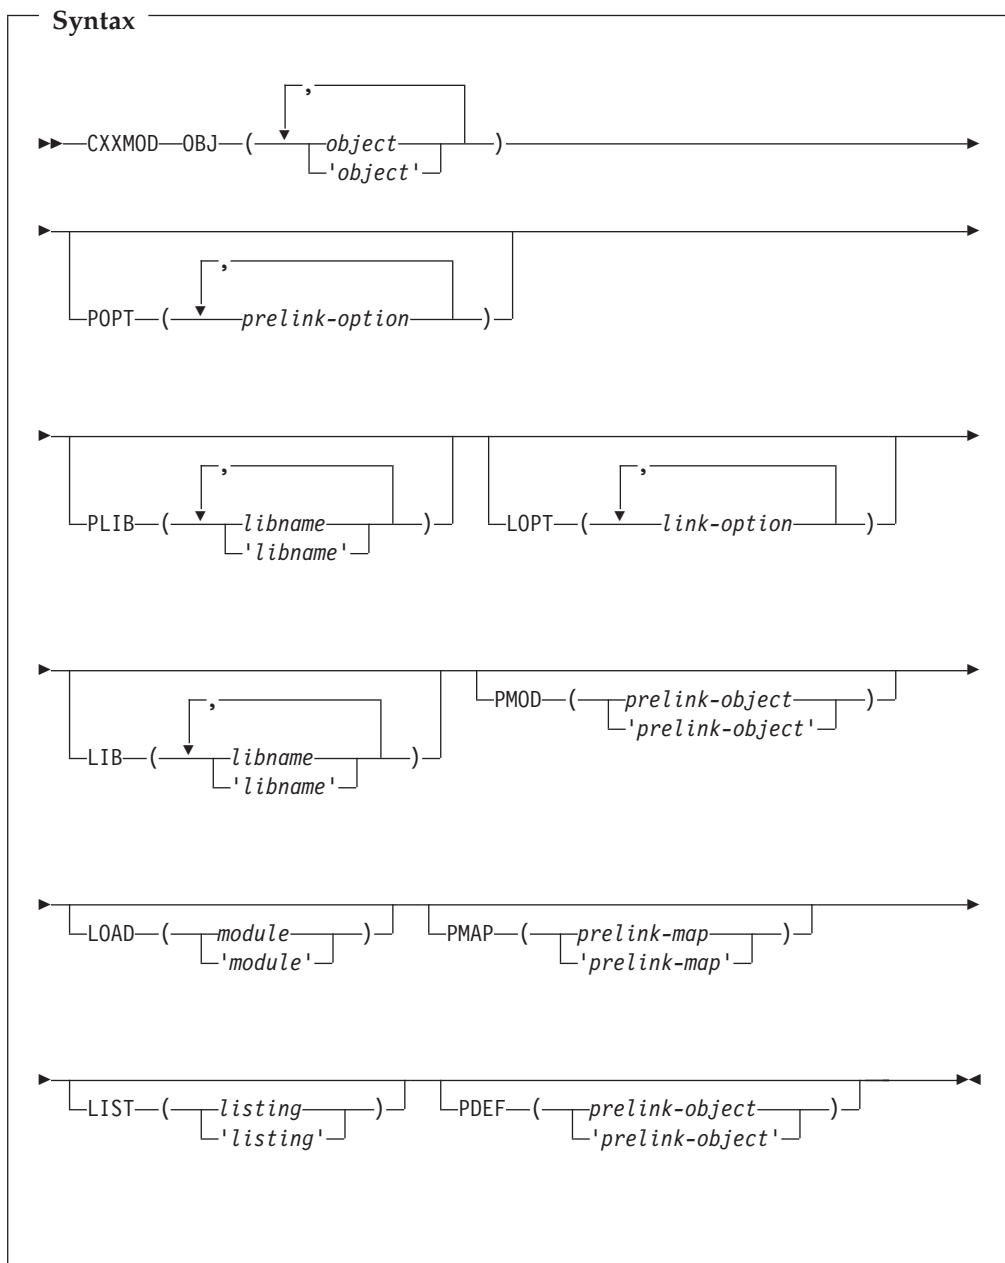 Syntax
,
CXXMOD OBJ ( object )
'object'
,
POPT ( prelink-option )
, ,
PLIB ( libname ) LOPT ( link-option )
'libname'
, PMOD ( prelink-object )
'prelink-object'
LIB ( libname )
'libname'
LOAD ( module ) PMAP ( prelink-map )
'module' 'prelink-map'
LIST ( listing ) PDEF ( prelink-object )
'listing' 'prelink-object'